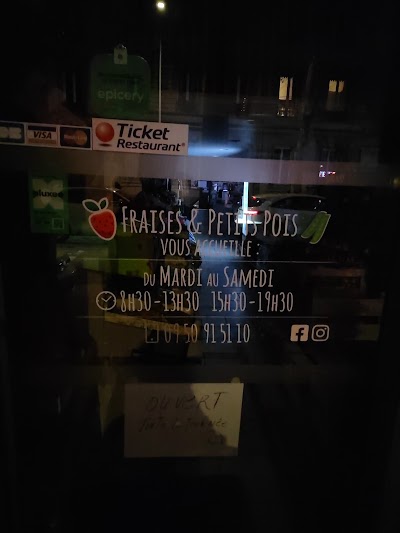 epicery
VISA
MasterCard
Ticket
Restaurant®
FRAISES & PETITS POIS
VOUS ACCUEILLE :
DU MARDI AU SAMEDI
8H30-13H30 15H30-19H30
09 50 91 51 10
OUVERT